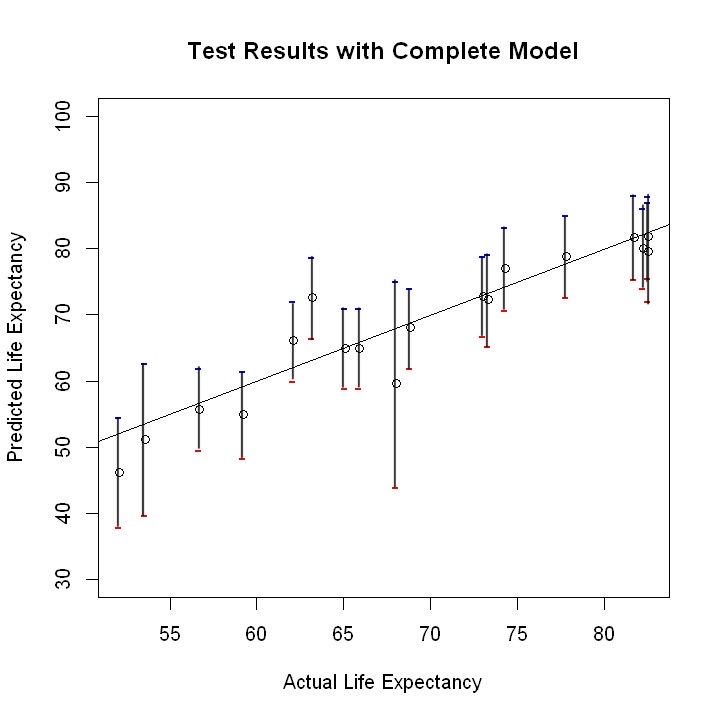 Test Results with Complete Model
100
90
80
70
60
50
40
30
Predicted Life Expectancy
55 60 65 70 75 80
Actual Life Expectancy